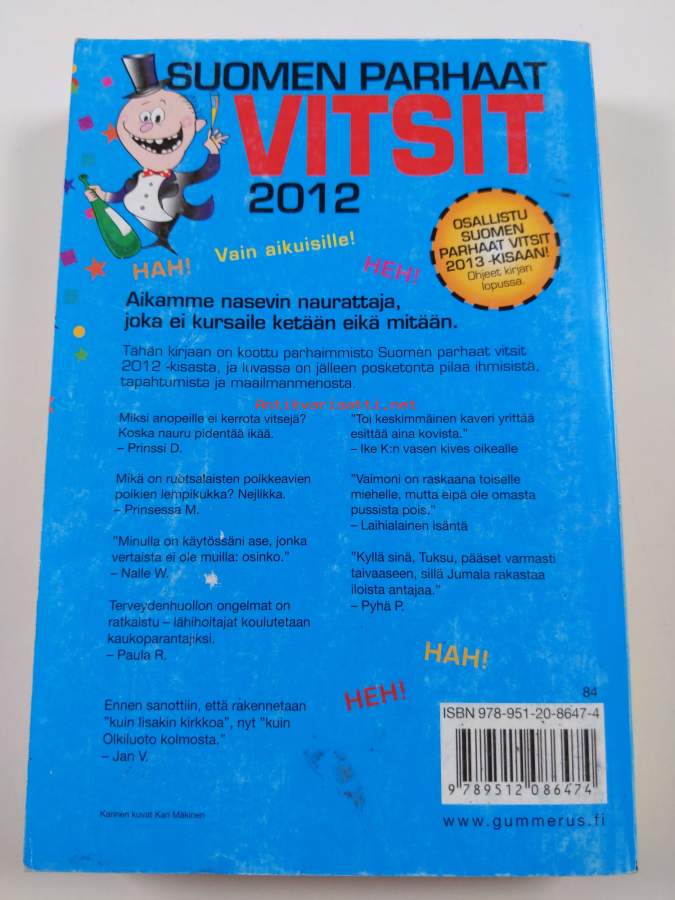 SUOMEN PARHAAT
VITSIT
2012
OSALLISTU
SUOMEN
PARHAAT VITSIT
2013 -KISAAN!
Ohjeet kirjan
lopussa.
HAH!
Vain aikuisille!
HEH!
Aikamme nasevin naurattaja,
joka ei kursaile ketään eikä mitään.
Tähän kirjaan on koottu parhaimmisto Suomen parhaat vitsit
2012 -kisasta, ja luvassa on jälleen posketonta pilaa ihmisistä,
tapahtumista ja maailmanmenosta.
Antikvariaatti.net
Miksi anopeille ei kerrota vitsejä?
Koska nauru pidentää ikää.
– Prinssi D.
Mikä on ruotsalaisten poikkeavien
poikien lempikukka? Nejlikka.
– Prinsessa M.
"Minulla on käytössäni ase, jonka
vertaista ei ole muilla: osinko."
– Nalle W.
Terveydenhuollon ongelmat on
ratkaistu – lähihoitajat koulutetaan
kaukoparantajiksi.
– Paula R.
Ennen sanottiin, että rakennetaan
"kuin Iisakin kirkkoa", nyt "kuin
Olkiluoto kolmosta."
– Jan V.
"Toi keskimmäinen kaveri yrittää
esittää aina kovista."
– Ike K:n vasen kives oikealle
"Vaimoni on raskaana toiselle
miehelle, mutta eipä ole omasta
pussista pois."
– Laihialainen isäntä
"Kyllä sinä, Tuksu, pääset varmasti
taivaaseen, sillä Jumala rakastaa
iloista antajaa."
– Pyhä P.
HAH!
HEH!
84
ISBN 978-951-20-8647-4
9 789512 086474
www.gummerus.fi
Kannen kuvat Kari Mäkinen